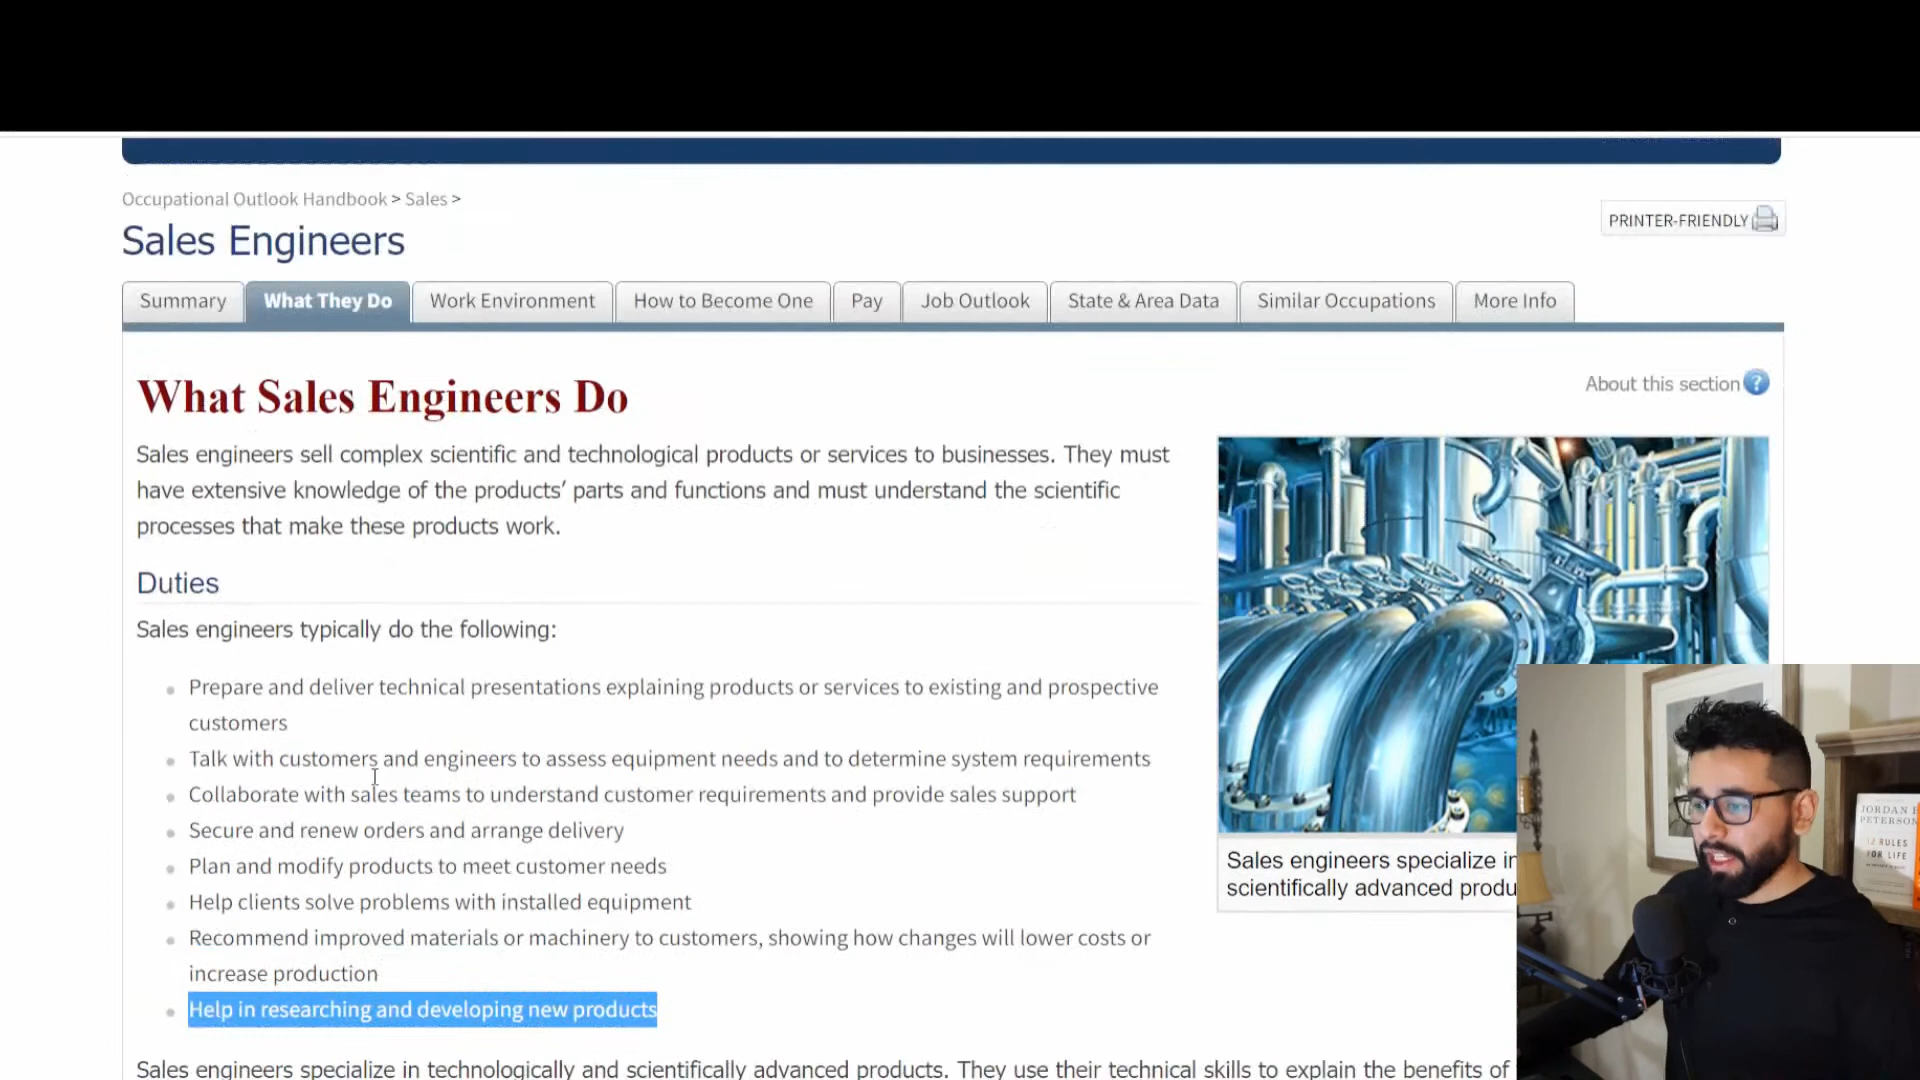 Occupational Outlook Handbook > Sales >
PRINTER-FRIENDLY
Sales Engineers
Summary
What They Do
Work Environment
How to Become One
Pay
Job Outlook
State & Area Data
Similar Occupations
More Info
What Sales Engineers Do
About this section ?
Sales engineers sell complex scientific and technological products or services to businesses. They must
have extensive knowledge of the products’ parts and functions and must understand the scientific
processes that make these products work.
Duties
Sales engineers typically do the following:
Prepare and deliver technical presentations explaining products or services to existing and prospective
customers
Talk with customers and engineers to assess equipment needs and to determine system requirements
Collaborate with sales teams to understand customer requirements and provide sales support
Secure and renew orders and arrange delivery
Plan and modify products to meet customer needs
Help clients solve problems with installed equipment
Recommend improved materials or machinery to customers, showing how changes will lower costs or
increase production
Help in researching and developing new products
Sales engineers specialize in technologically and scientifically advanced products. They use their technical skills to explain the benefits of
Sales engineers specialize in
scientifically advanced produ
JORDAN
PETERSON
12 RULES
FOR LIFE